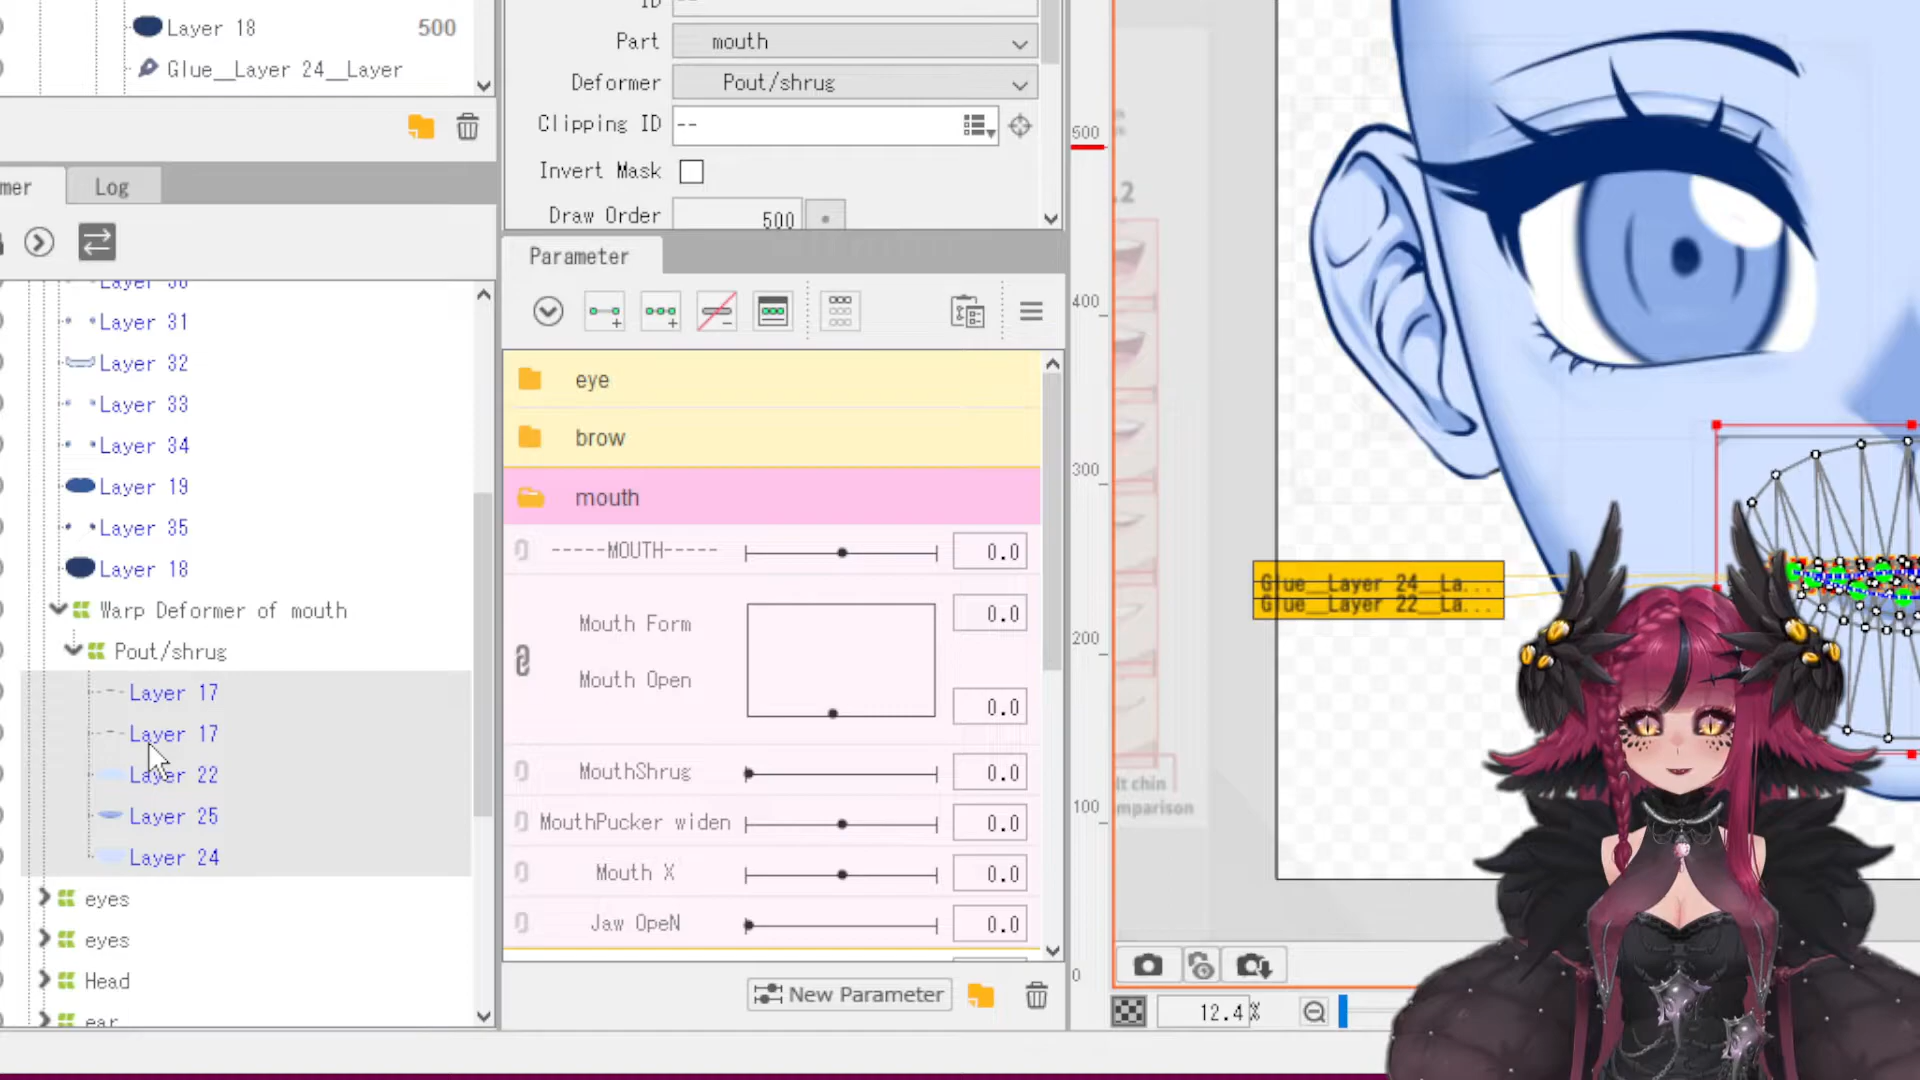 Layer 18 500
Glue__Layer 24__Layer
mer Log
Layer 31
Layer 32
Layer 33
Layer 34
Layer 19
Layer 35
Layer 18
Warp Deformer of mouth
Pout/shrug
Layer 17
Layer 17
Layer 22
Layer 25
Layer 24
eyes
eyes
Head
ear
ID --
Part mouth
Deformer Pout/shrug
Clipping ID --
Invert Mask
Draw Order 500
Parameter
eye
brow
mouth
-----MOUTH----- 0.0
Mouth Form 0.0
Mouth Open 0.0
MouthShrug 0.0
MouthPucker widen 0.0
Mouth X 0.0
Jaw OpeN 0.0
New Parameter
500
400
300
200
100
0
.2
lt chin
mparison
Glue__Layer 24__La...
Glue__Layer 22__La...
12.4%